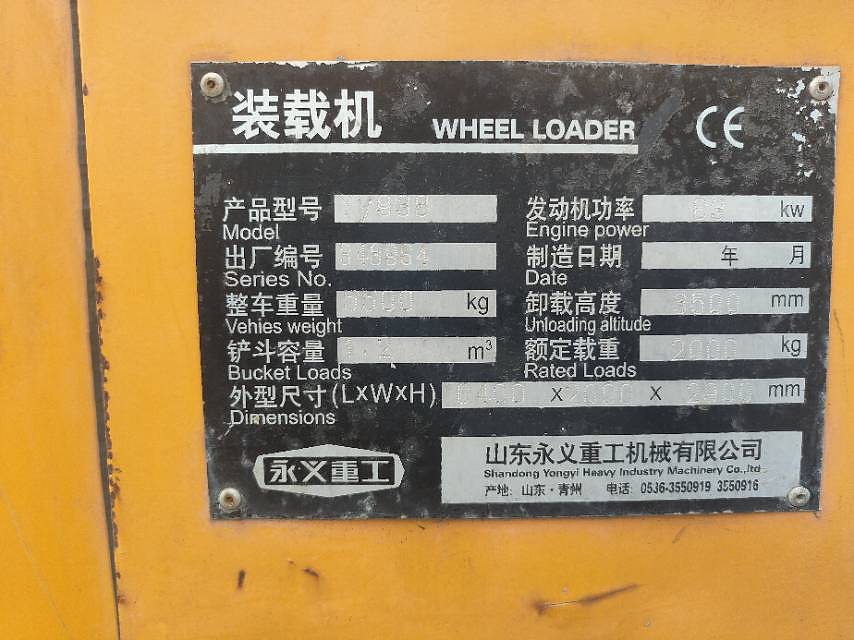 装载机 WHEEL LOADER CE
产品型号 发动机功率 kw
Model Engine power
出厂编号 制造日期 年 月
Series No. Date
整车重量 kg 卸载高度 3500 mm
Vehies weight Unloading altitude
铲斗容量 m³ 额定载重 2000 kg
Bucket Loads Rated Loads
外型尺寸(LxWxH) x x mm
Dimensions
永义重工
山东永义重工机械有限公司
Shandong Yongyi Heavy Industry Machinery Co.,ltd
产地: 山东·青州 电话: 0536-3550919 3550916